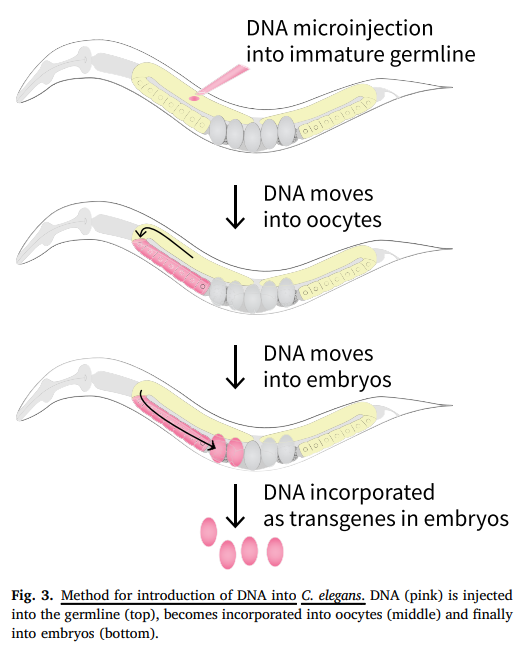 DNA microinjection
into immature germline
DNA moves
into oocytes
DNA moves
into embryos
DNA incorporated
as transgenes in embryos
Fig. 3. Method for introduction of DNA into C. elegans. DNA (pink) is injected
into the germline (top), becomes incorporated into oocytes (middle) and finally
into embryos (bottom).